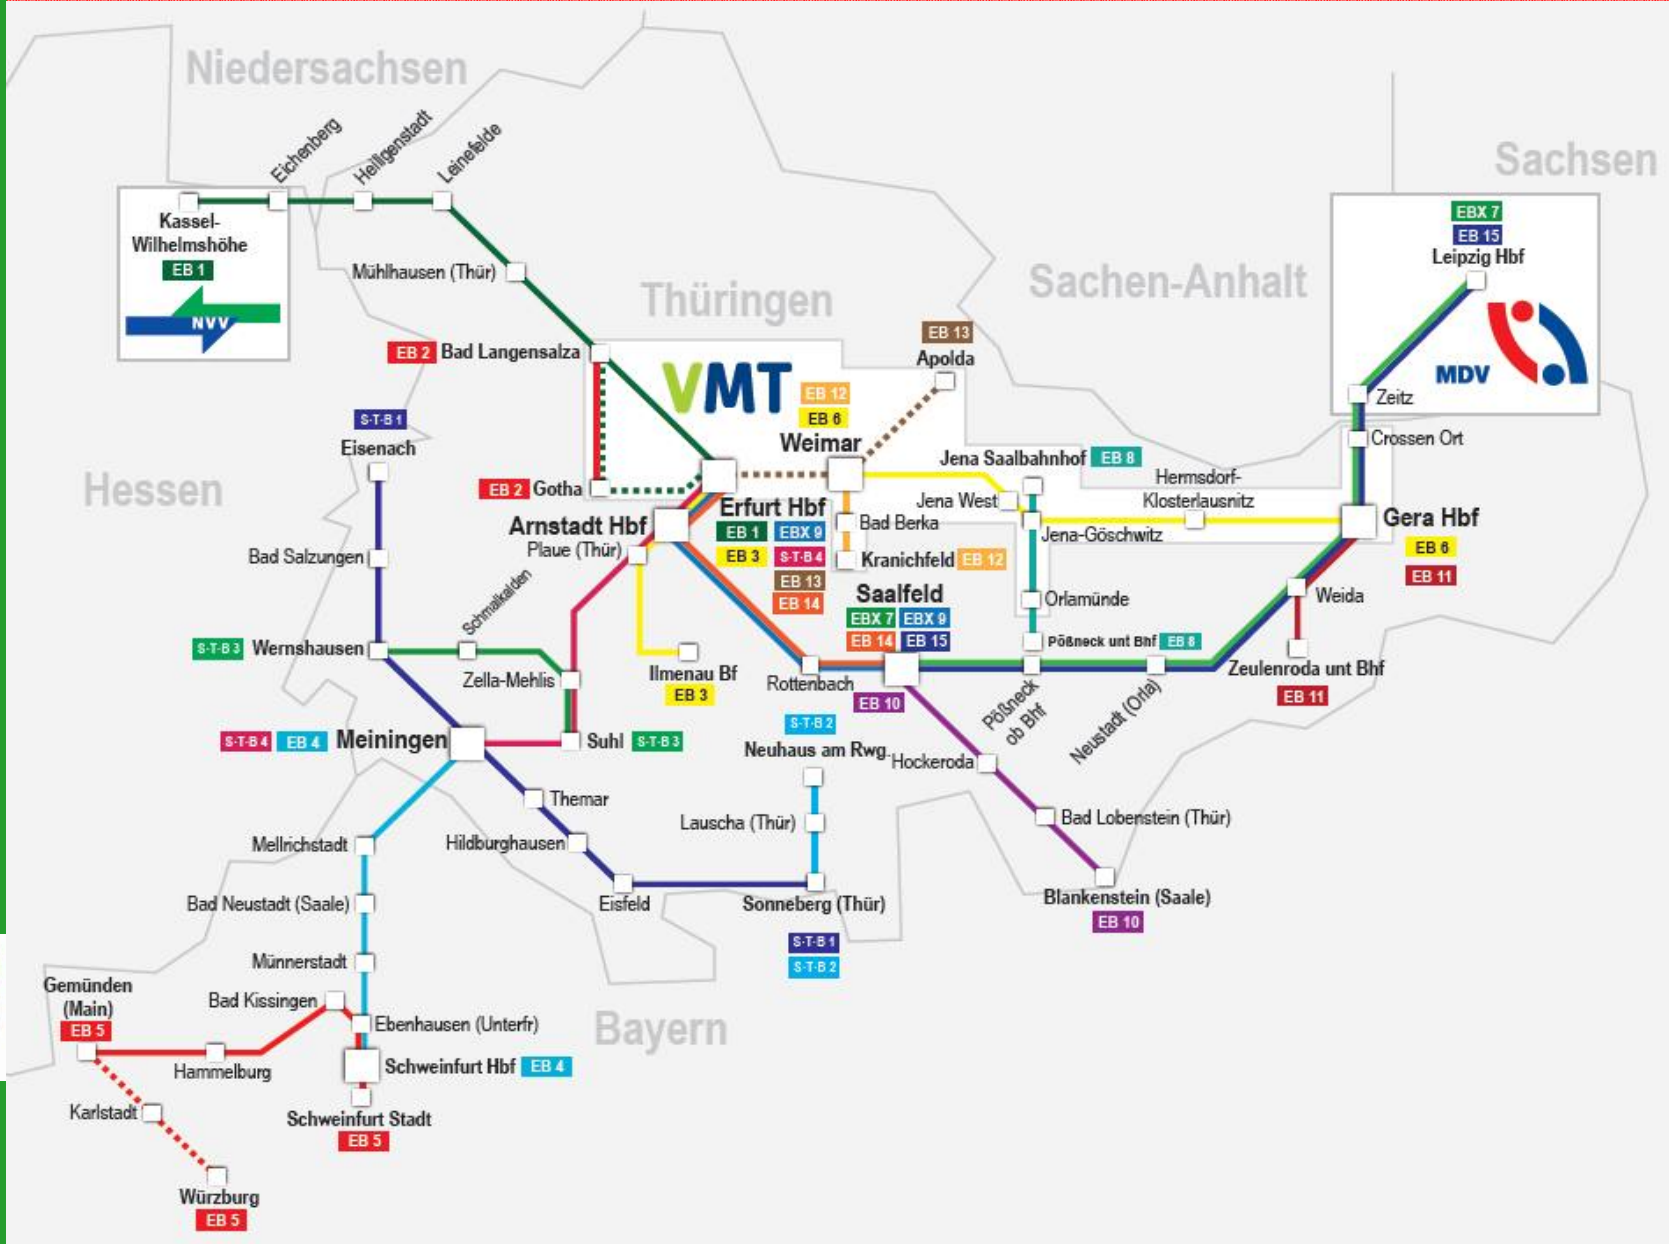 Niedersachsen
Sachsen
Eichenberg
Heiligenstadt
Leinefelde
Kassel-
Wilhelmshöhe
EB 1
NVV
EBX 7
EB 15
Leipzig Hbf
Mühlhausen (Thür)
Thüringen
Sachen-Anhalt
EB 13
Apolda
EB 2 Bad Langensalza
VMT
EB 12
EB 6
Weimar
MDV
Zeitz
S-T-B 1
Eisenach
Crossen Ort
Hessen
Jena Saalbahnhof EB 8
Hermsdorf-
Klosterlausnitz
EB 2 Gotha
Jena West
Erfurt Hbf
EB 1 EBX 9
EB 3 S-T-B 4
EB 13
EB 14
Arnstadt Hbf
Plaue (Thür)
Bad Berka
Jena-Göschwitz
Gera Hbf
EB 6
EB 11
Bad Salzungen
Kranichfeld EB 12
Schmalkalden
Saalfeld
EBX 7 EBX 9
EB 14 EB 15
Orlamünde
Weida
S-T-B 3 Wernshausen
Pößneck unt Bhf EB 8
Zella-Mehlis
Ilmenau Bf
EB 3
Rottenbach
EB 10
Pößneck
ob Bhf
Neustadt (Orla)
Zeulenroda unt Bhf
EB 11
S-T-B 4 EB 4 Meiningen
Suhl S-T-B 3
S-T-B 2
Neuhaus am Rwg
Hockeroda
Themar
Lauscha (Thür)
Bad Lobenstein (Thür)
Mellrichstadt
Hildburghausen
Bad Neustadt (Saale)
Eisfeld
Sonneberg (Thür)
S-T-B 1
S-T-B 2
Blankenstein (Saale)
EB 10
Münnerstadt
Gemünden
(Main)
EB 5
Bad Kissingen
Ebenhausen (Unterfr)
Bayern
Hammelburg
Schweinfurt Hbf EB 4
Karlstadt
Schweinfurt Stadt
EB 5
Würzburg
EB 5